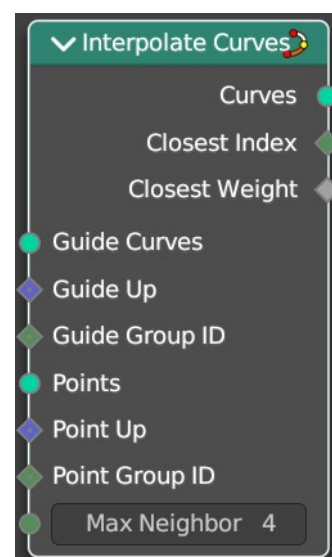 Interpolate Curves
Curves
Closest Index
Closest Weight
Guide Curves
Guide Up
Guide Group ID
Points
Point Up
Point Group ID
Max Neighbor 4